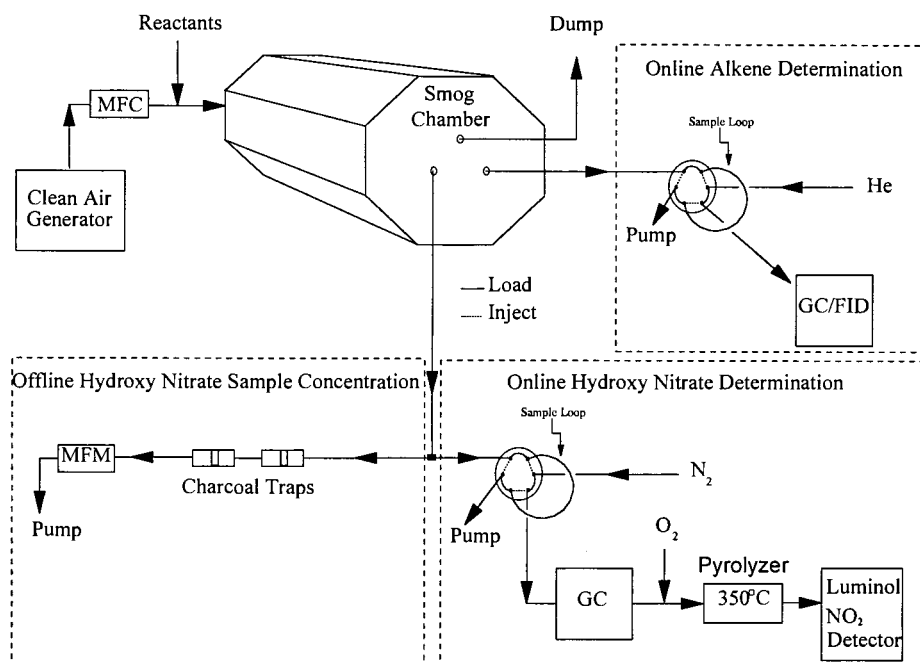 Reactants
MFC
Clean Air
Generator
Smog
Chamber
Dump
Online Alkene Determination
Sample Loop
He
Pump
GC/FID
Load
Inject
Offline Hydroxy Nitrate Sample Concentration
MFM
Charcoal Traps
Pump
Online Hydroxy Nitrate Determination
Sample Loop
N₂
Pump
O₂
GC
Pyrolyzer
350°C
Luminol
NO₂
Detector